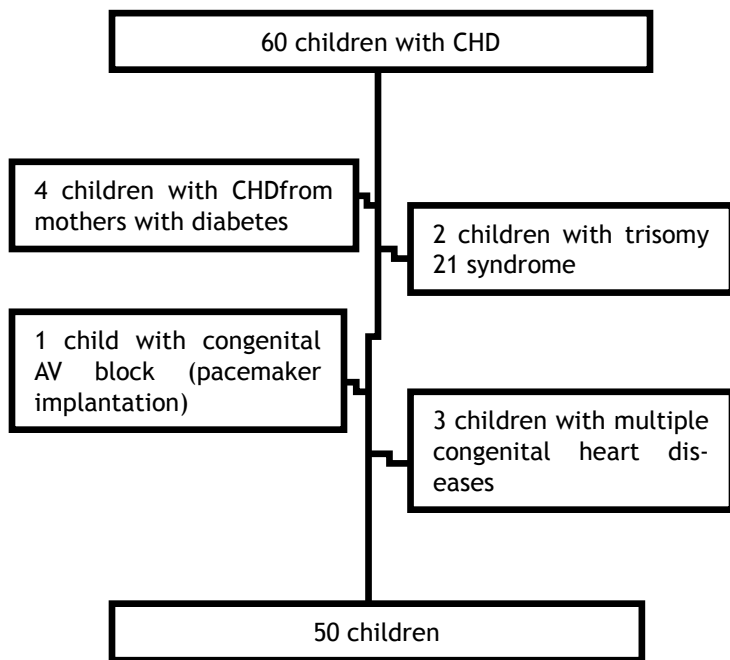 60 children with CHD
4 children with CHDfrom
mothers with diabetes
2 children with trisomy
21 syndrome
1 child with congenital
AV block (pacemaker
implantation)
3 children with multiple
congenital heart dis-
eases
50 children